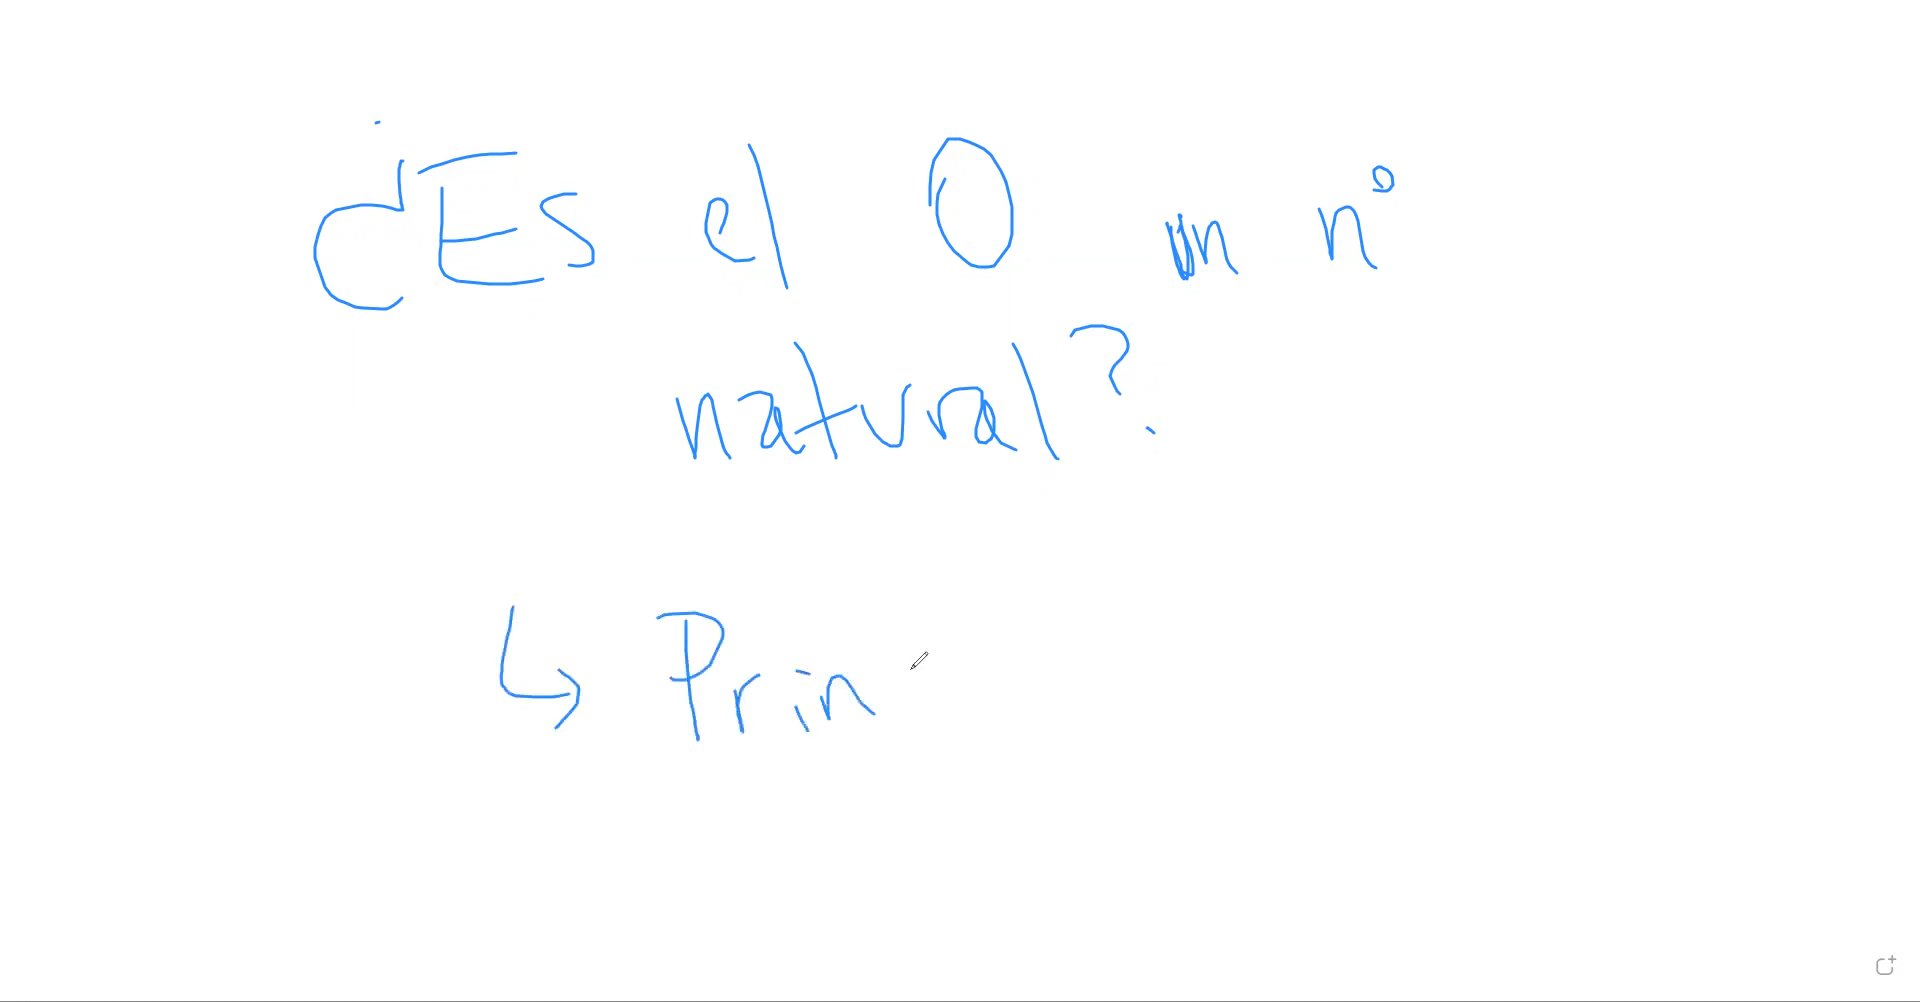 ¿Es el 0 un nº
natural?
↳ Prin